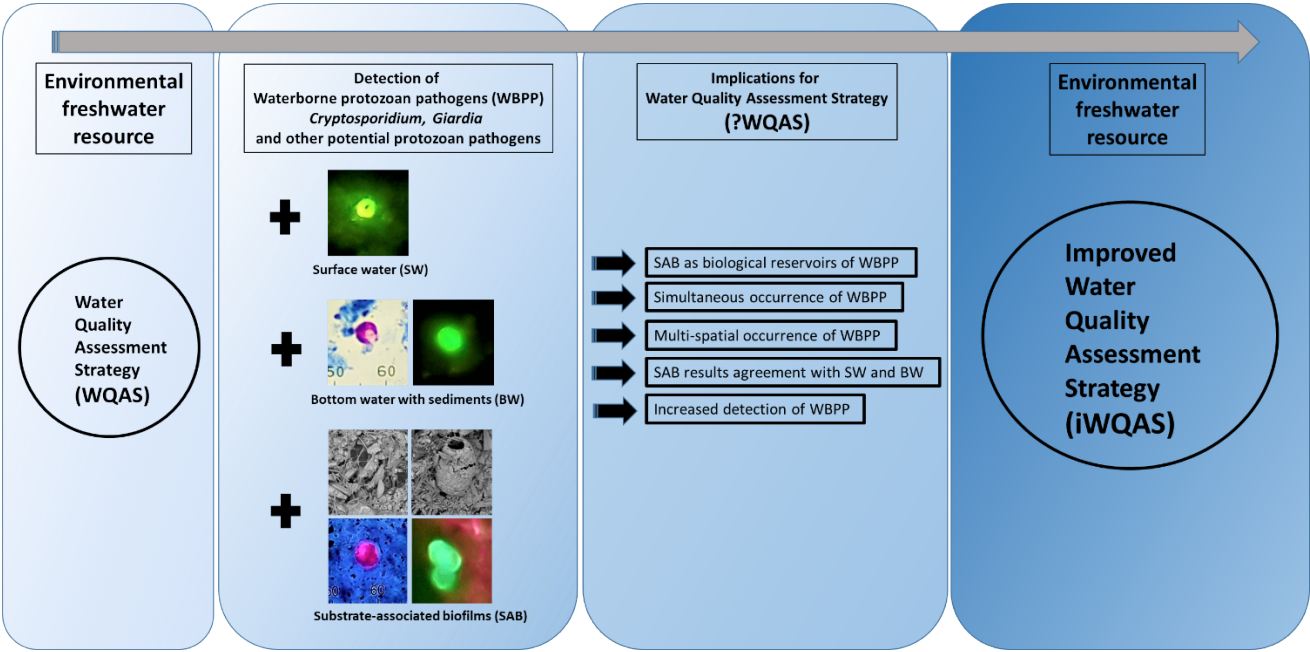 Environmental
freshwater
resource
Water
Quality
Assessment
Strategy
(WQAS)
Detection of
Waterborne protozoan pathogens (WBPP)
Cryptosporidium, Giardia
and other potential protozoan pathogens
Surface water (SW)
50 60
Bottom water with sediments (BW)
50 60
Substrate-associated biofilms (SAB)
Implications for
Water Quality Assessment Strategy
(?WQAS)
SAB as biological reservoirs of WBPP
Simultaneous occurrence of WBPP
Multi-spatial occurrence of WBPP
SAB results agreement with SW and BW
Increased detection of WBPP
Environmental
freshwater
resource
Improved
Water
Quality
Assessment
Strategy
(iWQAS)